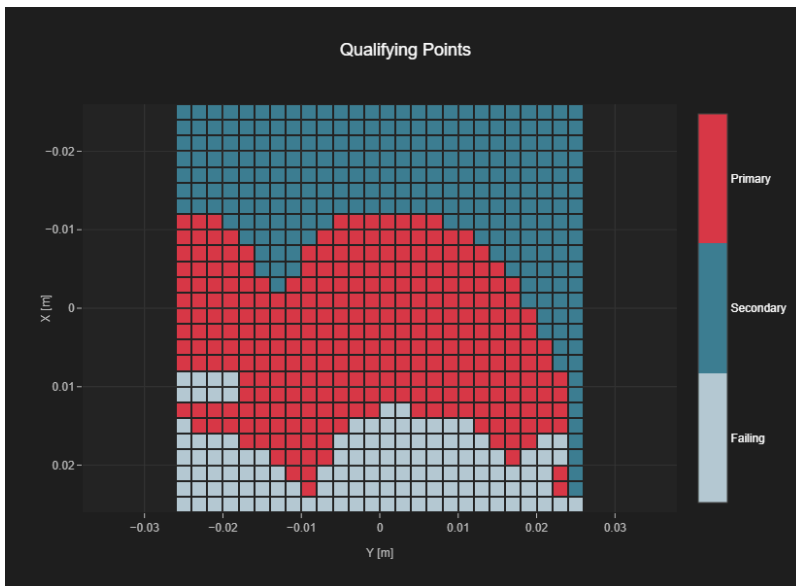 Qualifying Points
−0.02
−0.01
0
0.01
0.02
X [m]
−0.03
−0.02
−0.01
0
0.01
0.02
0.03
Y [m]
Primary
Secondary
Failing